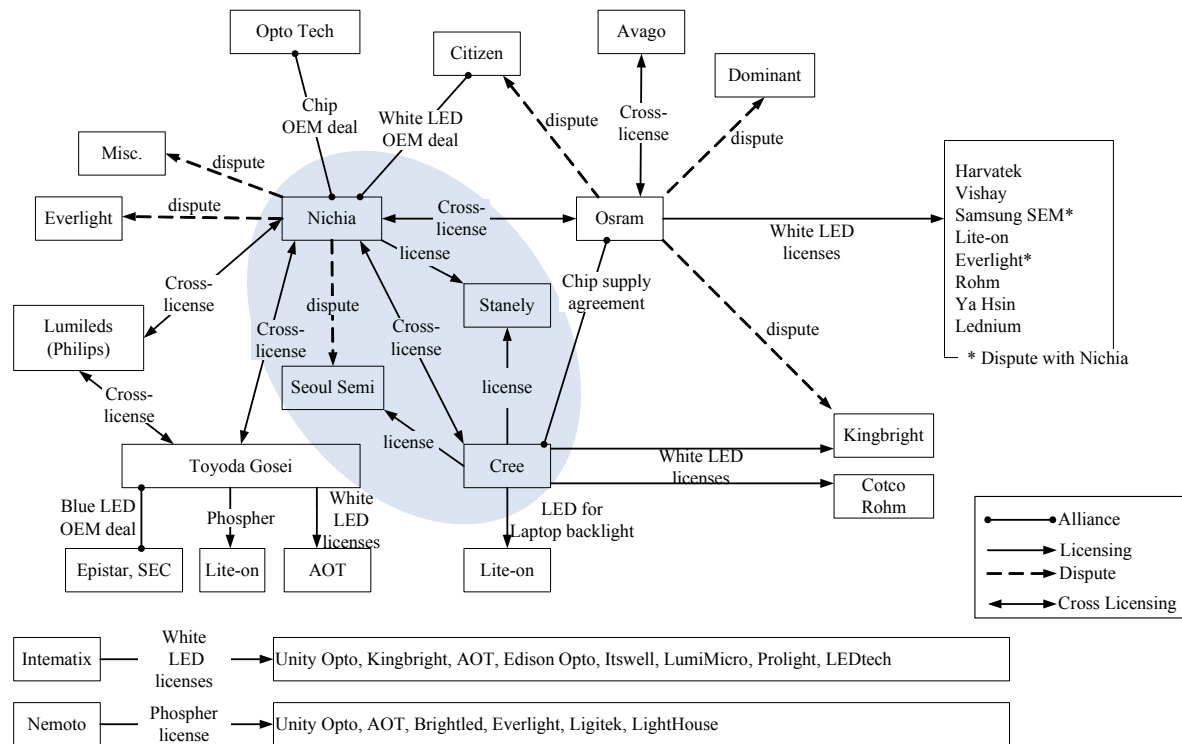 Opto Tech
Citizen
Avago
Dominant
Chip
OEM deal
White LED
OEM deal
dispute
Cross-
license
dispute
Misc.
dispute
Harvatek
Vishay
Samsung SEM*
Lite-on
Everlight*
Rohm
Ya Hsin
Lednium
* Dispute with Nichia
Everlight
dispute
Nichia
Cross-
license
Osram
White LED
licenses
license
Cross-
license
Chip supply
agreement
Stanely
dispute
Lumileds
(Philips)
Cross-
license
Cross-
license
dispute
Seoul Semi
license
Cross-
license
license
Kingbright
Toyoda Gosei
Cree
White LED
licenses
Cotco
Rohm
Blue LED
OEM deal
Phospher
White
LED
licenses
LED for
Laptop backlight
Epistar, SEC
Lite-on
AOT
Lite-on
Alliance
Licensing
Dispute
Cross Licensing
Intematix
White
LED
licenses
Unity Opto, Kingbright, AOT, Edison Opto, Itswell, LumiMicro, Prolight, LEDtech
Nemoto
Phospher
license
Unity Opto, AOT, Brightled, Everlight, Ligitek, LightHouse